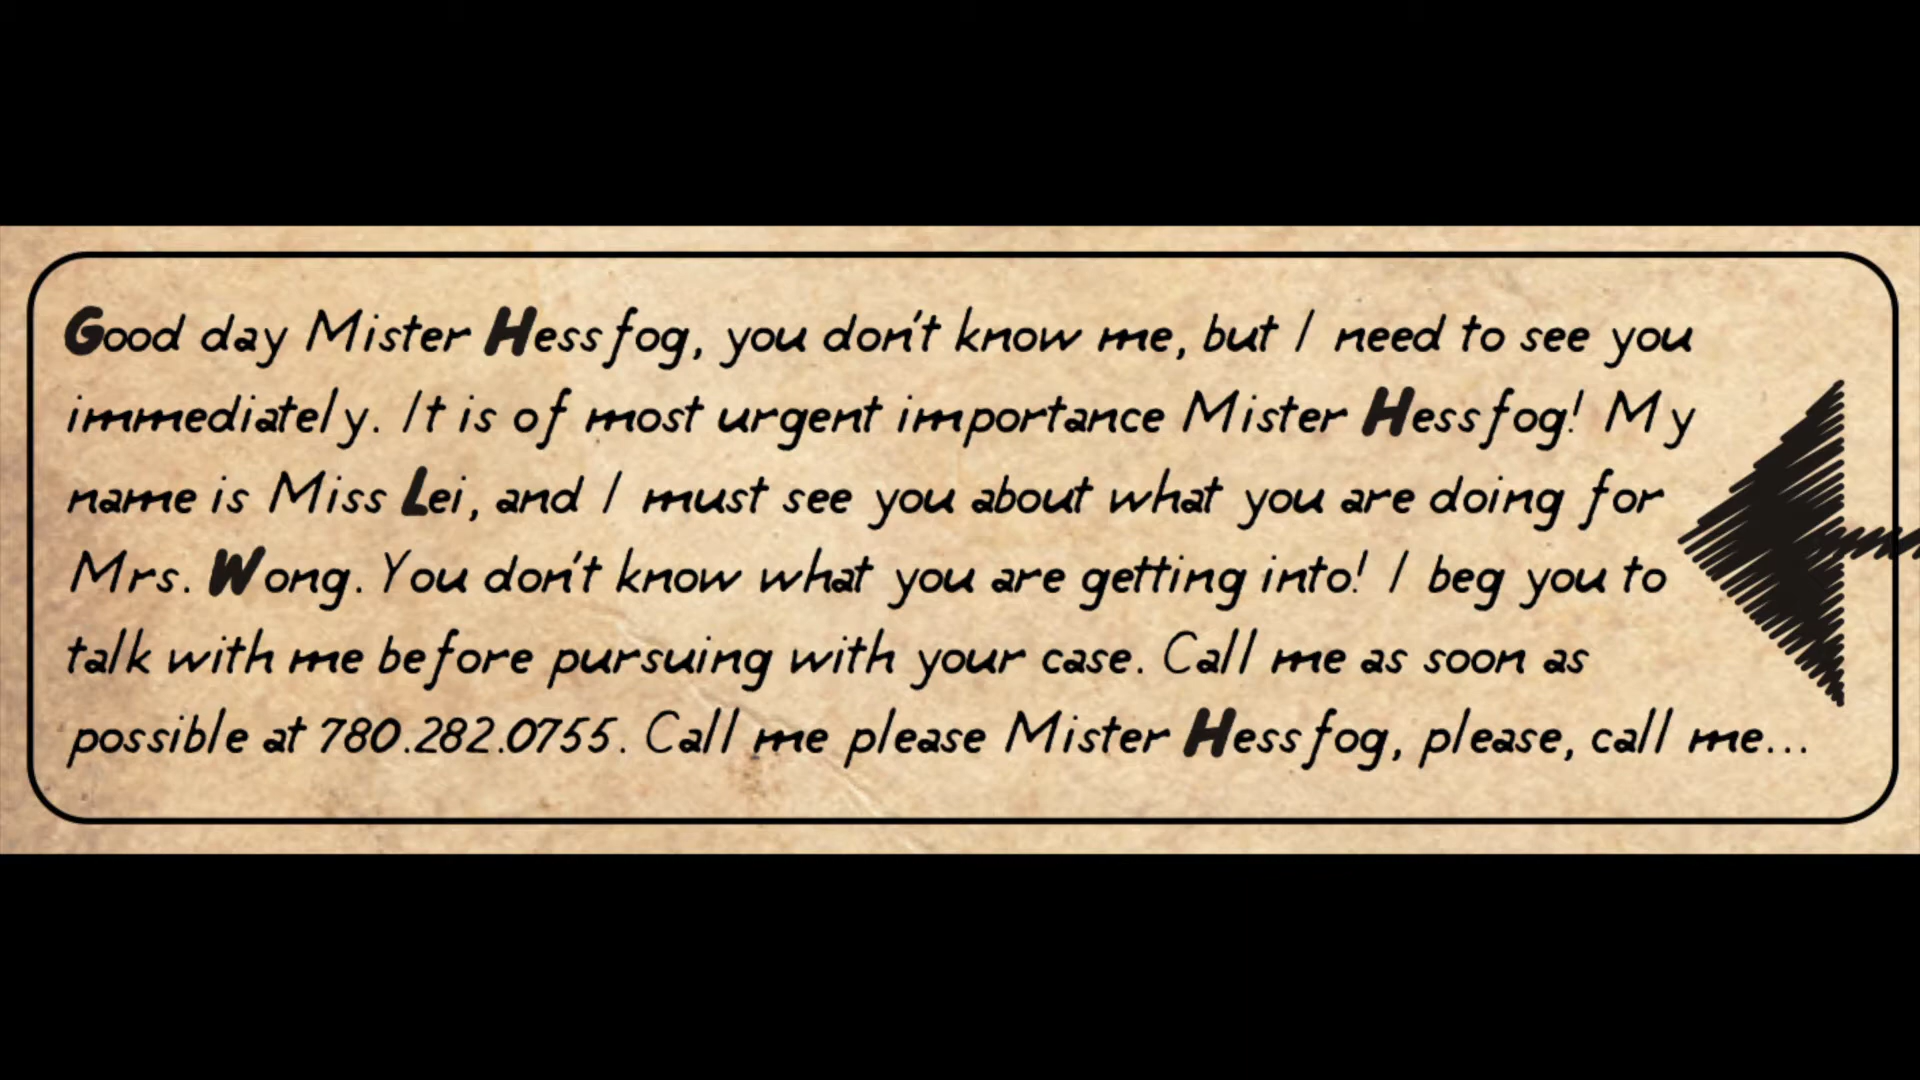 Good day Mister Hessfog, you don't know me, but I need to see you
immediately. It is of most urgent importance Mister Hessfog! My
name is Miss Lei, and I must see you about what you are doing for
Mrs. Wong. You don't know what you are getting into! I beg you to
talk with me before pursuing with your case. Call me as soon as
possible at 780.282.0755. Call me please Mister Hessfog, please, call me...